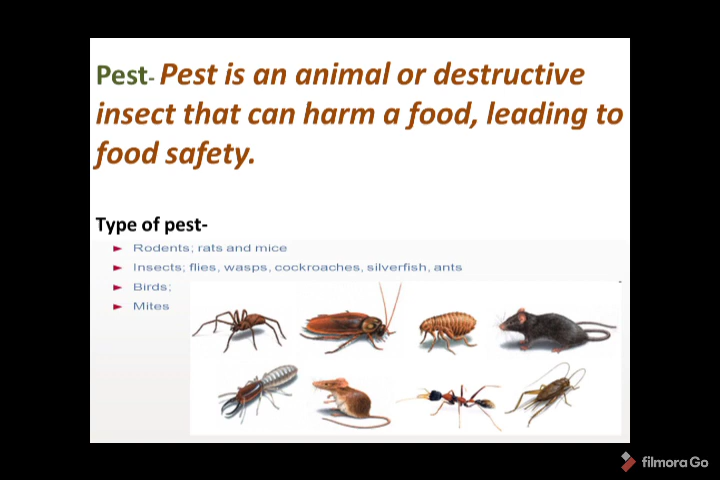 Pest- Pest is an animal or destructive
insect that can harm a food, leading to
food safety.
Type of pest-
Rodents; rats and mice
Insects; flies, wasps, cockroaches, silverfish, ants
Birds;
Mites
filmora Go